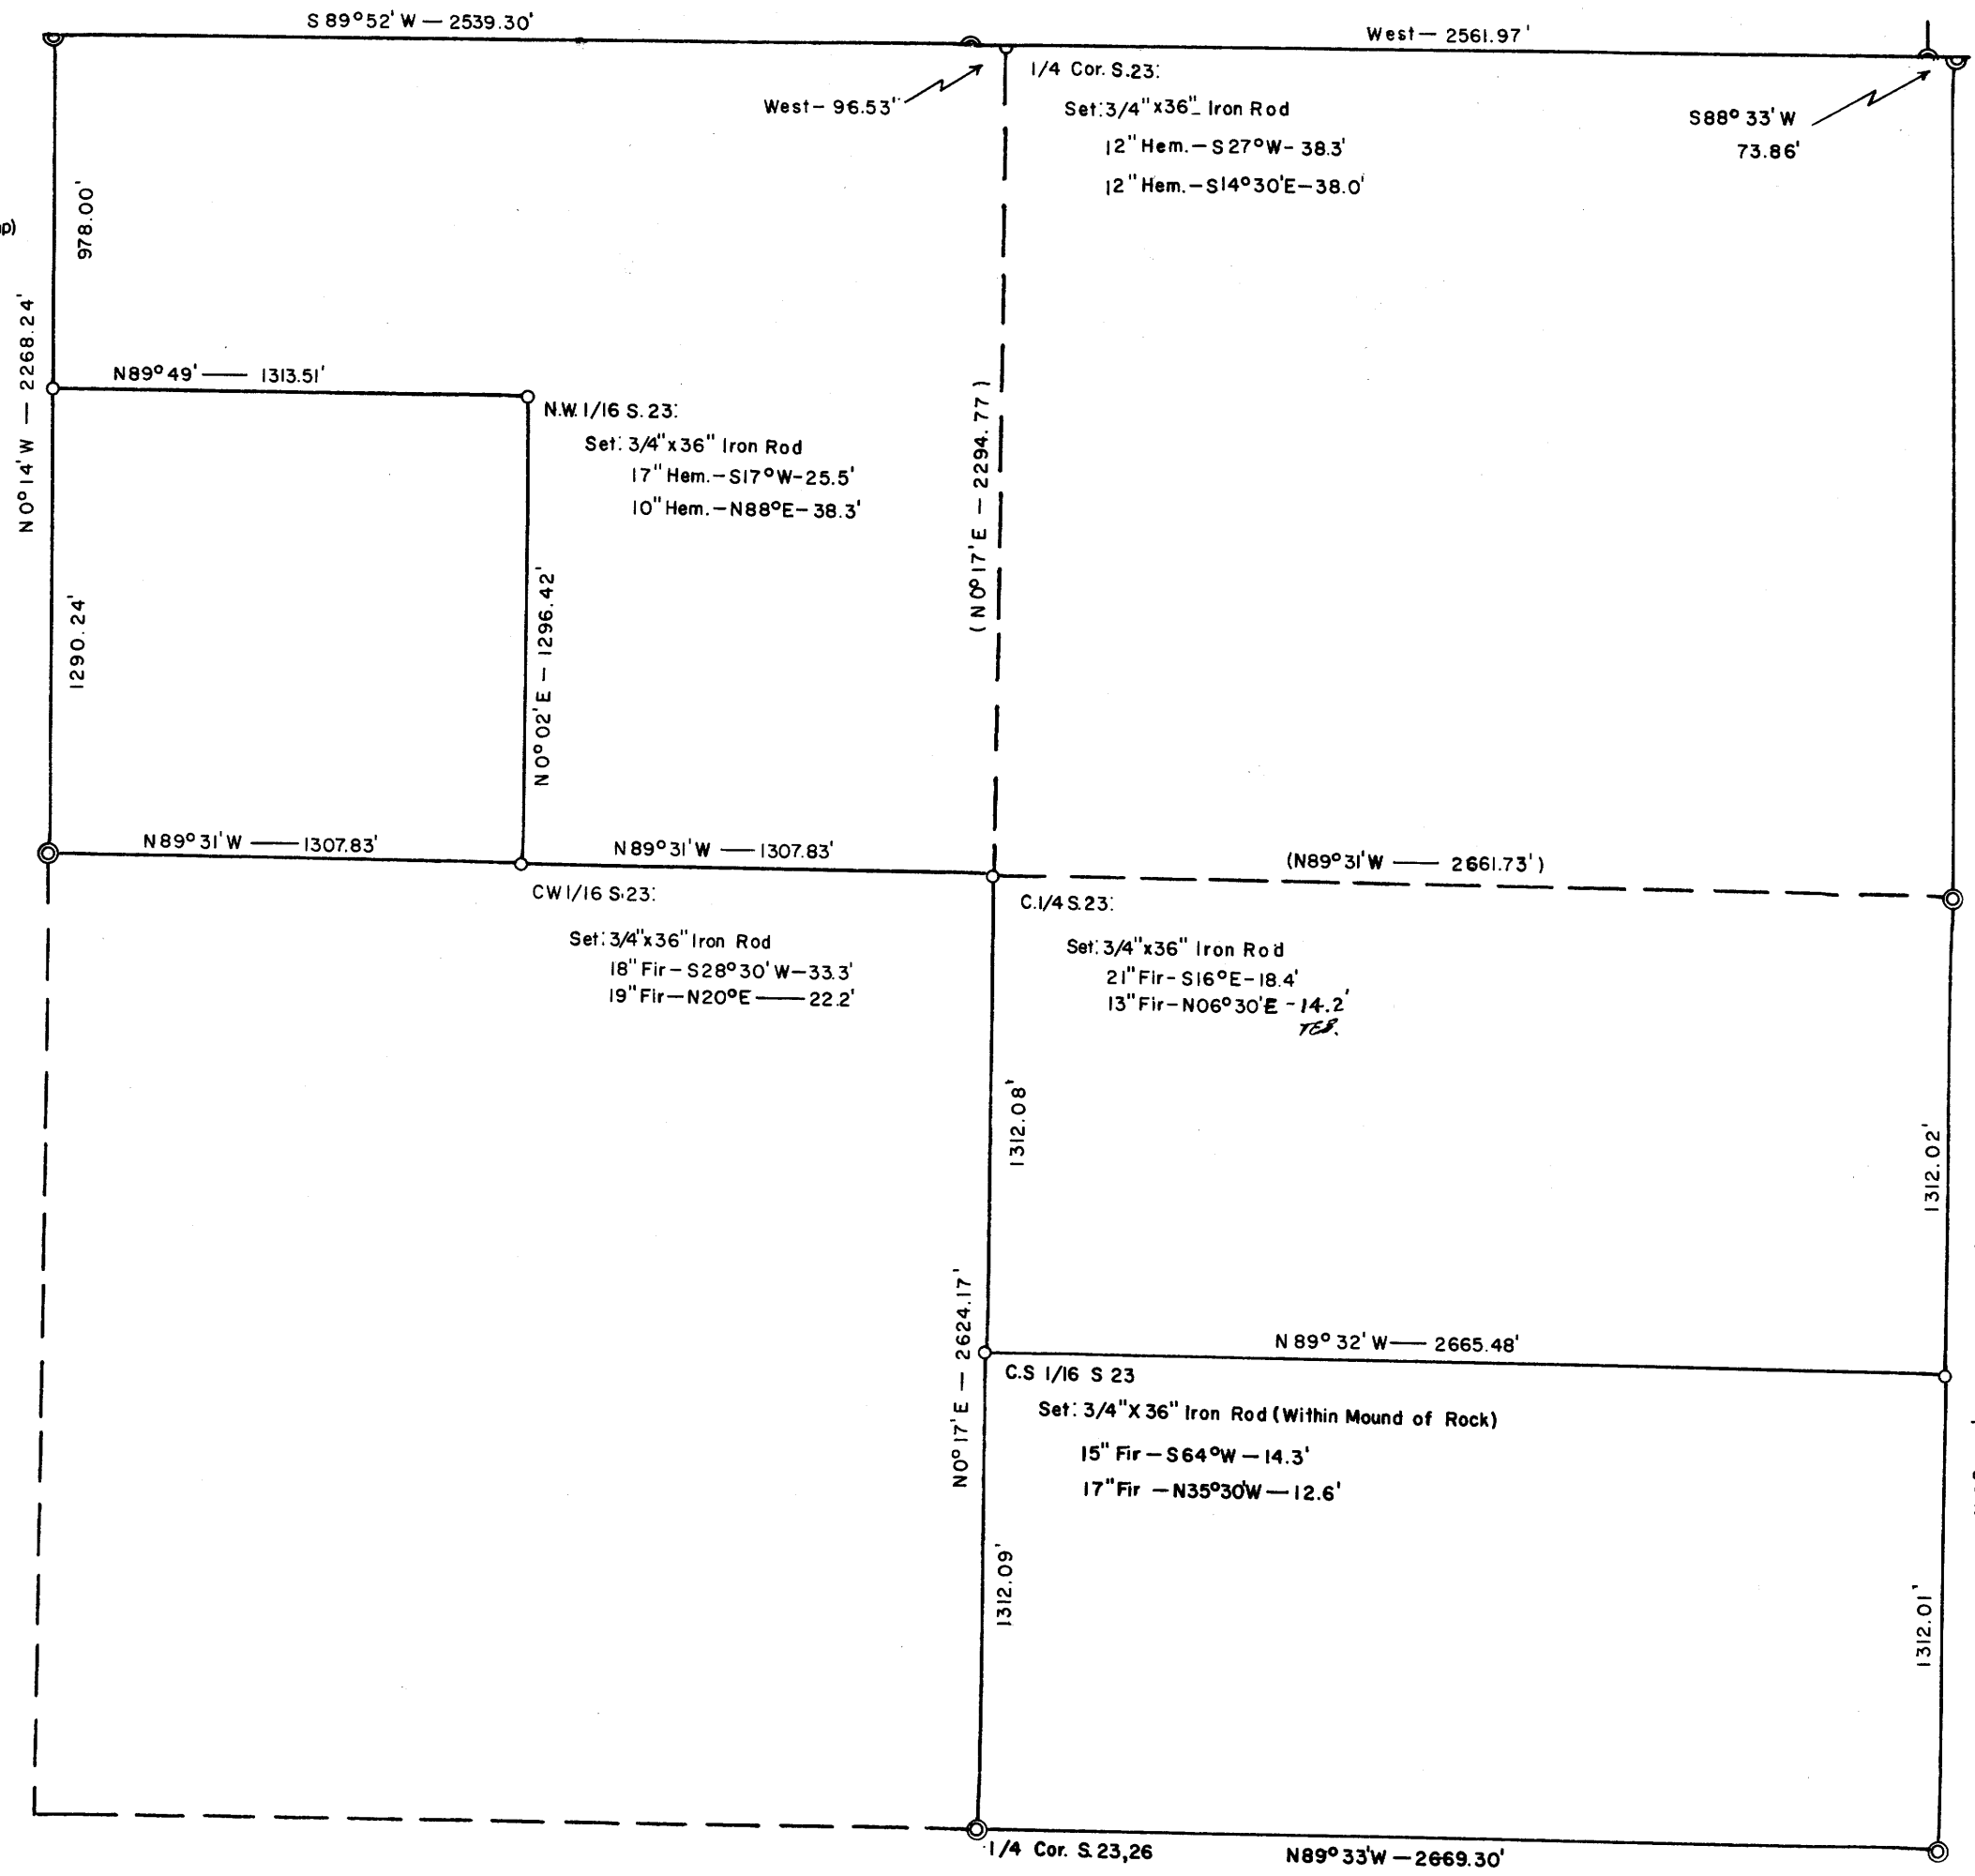 S 89°52' W — 2539.30'
West — 2561.97'
West – 96.53'
1/4 Cor. S.23:
Set: 3/4" x36" Iron Rod
12" Hem. – S 27°W – 38.3'
12" Hem. – S14°30'E – 38.0'
S88° 33' W
73.86'
978.00'
N 0° 14' W — 2268.24'
N89° 49' — 1313.51'
N.W. 1/16 S. 23:
Set: 3/4" x 36" Iron Rod
17" Hem. – S17°W – 25.5'
10" Hem. – N88°E – 38.3'
(N 0° 17' E — 2294.77')
1290.24'
N 0° 02' E – 1296.42'
N89° 31' W — 1307.83'
N 89° 31' W — 1307.83'
(N89° 31' W — 2661.73')
CW 1/16 S.23:
Set: 3/4"x36" Iron Rod
18" Fir – S28°30' W – 33.3'
19" Fir – N20°E — 22.2'
C.1/4 S.23:
Set: 3/4"x36" Iron Rod
21" Fir – S16°E – 18.4'
13" Fir – N06°30'E – 14.2'
1312.08'
1312.02'
N 0° 17' E — 2624.17'
N 89° 32' W — 2665.48'
C.S 1/16 S 23
Set: 3/4" X 36" Iron Rod (Within Mound of Rock)
15" Fir – S64°W – 14.3'
17" Fir – N35°30'W — 12.6'
1312.09'
1312.01'
1/4 Cor. S.23,26
N89° 33'W — 2669.30'